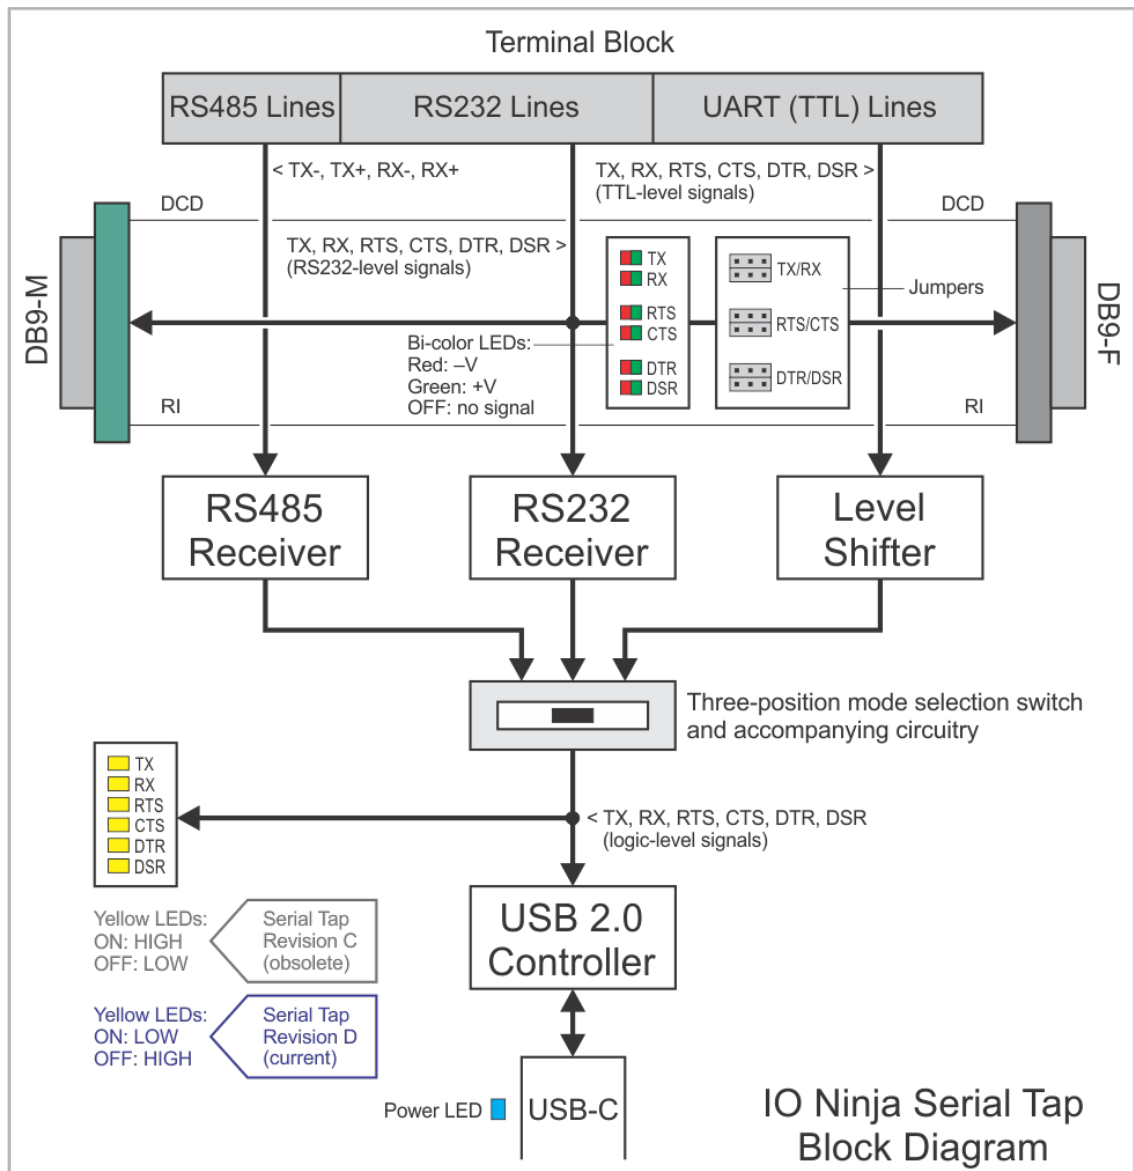 Terminal Block
RS485 Lines
RS232 Lines
UART (TTL) Lines
< TX-, TX+, RX-, RX+
TX, RX, RTS, CTS, DTR, DSR >
(TTL-level signals)
DCD
DCD
TX, RX, RTS, CTS, DTR, DSR >
(RS232-level signals)
TX
RX
RTS
CTS
DTR
DSR
TX/RX
RTS/CTS
DTR/DSR
Jumpers
DB9-M
DB9-F
Bi-color LEDs:
Red: –V
Green: +V
OFF: no signal
RI
RI
RS485
Receiver
RS232
Receiver
Level
Shifter
Three-position mode selection switch
and accompanying circuitry
TX
RX
RTS
CTS
DTR
DSR
< TX, RX, RTS, CTS, DTR, DSR
(logic-level signals)
Yellow LEDs:
ON: HIGH
OFF: LOW
Serial Tap
Revision C
(obsolete)
USB 2.0
Controller
Yellow LEDs:
ON: LOW
OFF: HIGH
Serial Tap
Revision D
(current)
Power LED
USB-C
IO Ninja Serial Tap
Block Diagram